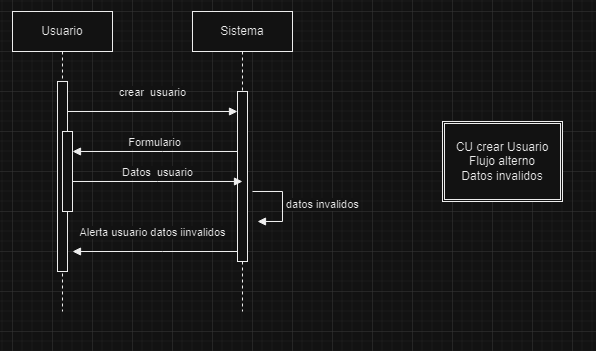 Usuario
Sistema
crear usuario
Formulario
Datos usuario
datos invalidos
Alerta usuario datos iinvalidos
CU crear Usuario
Flujo alterno
Datos invalidos